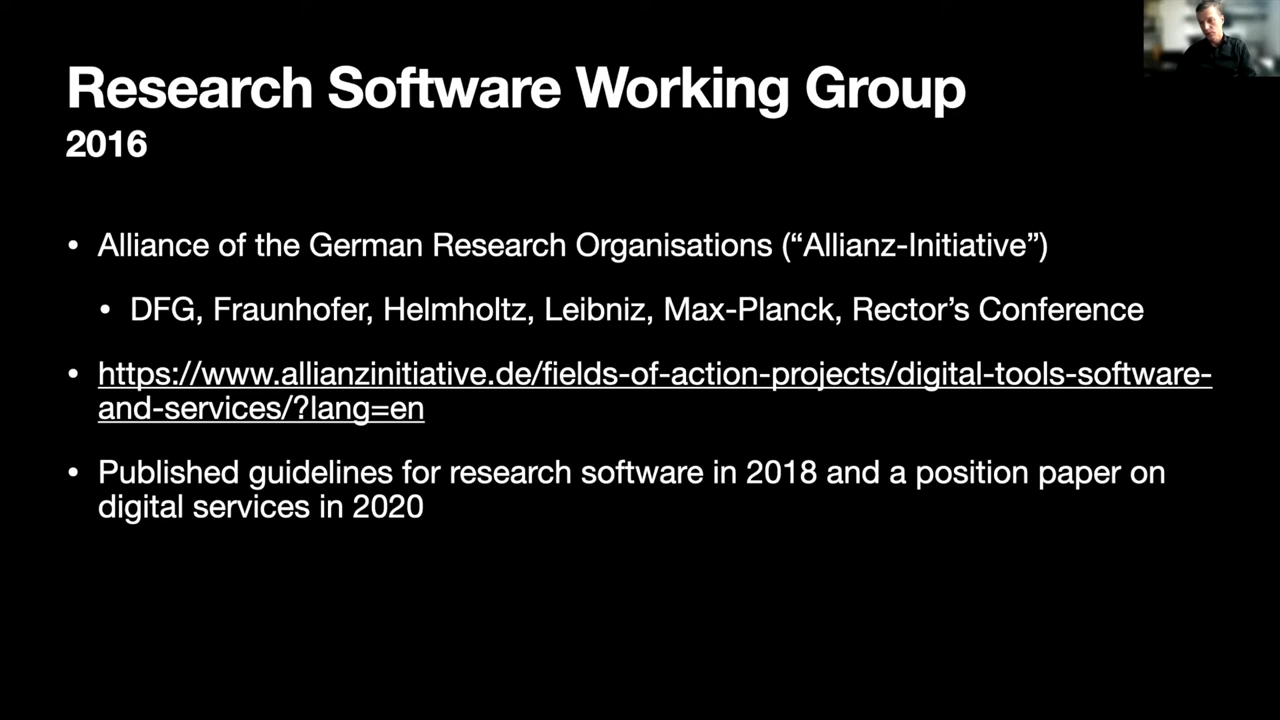 Research Software Working Group
2016
• Alliance of the German Research Organisations (“Allianz-Initiative”)
• DFG, Fraunhofer, Helmholtz, Leibniz, Max-Planck, Rector’s Conference
• https://www.allianzinitiative.de/fields-of-action-projects/digital-tools-software-
and-services/?lang=en
• Published guidelines for research software in 2018 and a position paper on
digital services in 2020